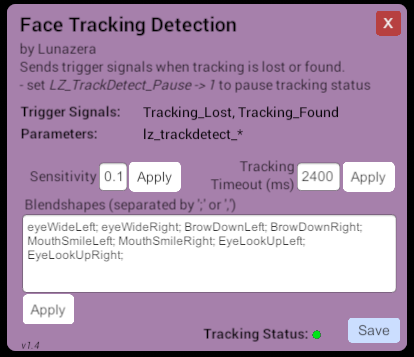 Face Tracking Detection
X
by Lunazera
Sends trigger signals when tracking is lost or found.
- set LZ_TrackDetect_Pause -> 1 to pause tracking status
Trigger Signals: Tracking_Lost, Tracking_Found
Parameters: lz_trackdetect_*
Sensitivity 0.1 Apply
Tracking
Timeout (ms) 2400 Apply
Blendshapes (separated by ';' or ',')
eyeWideLeft; eyeWideRight; BrowDownLeft; BrowDownRight;
MouthSmileLeft; MouthSmileRight; EyeLookUpLeft;
EyeLookUpRight;
Apply
Tracking Status:
Save
v1.4